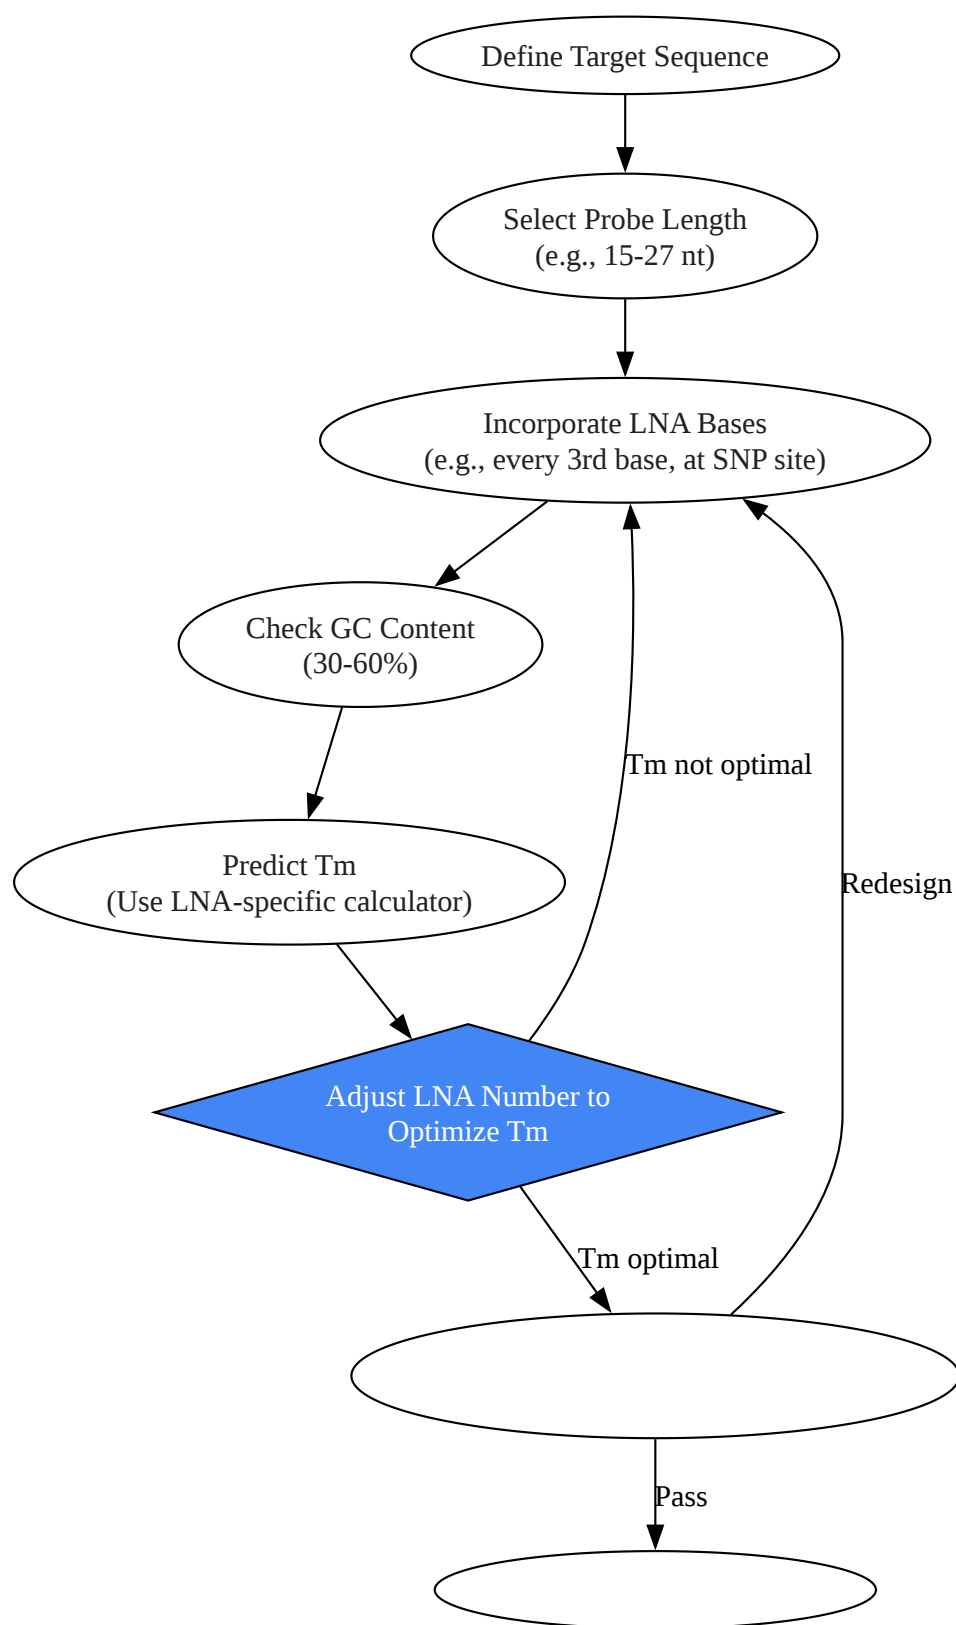 Define Target Sequence
Select Probe Length
(e.g., 15-27 nt)
Incorporate LNA Bases
(e.g., every 3rd base, at SNP site)
Check GC Content
(30-60%)
Tm not optimal
Predict Tm
(Use LNA-specific calculator)
Redesign
Adjust LNA Number to
Optimize Tm
Tm optimal
Pass